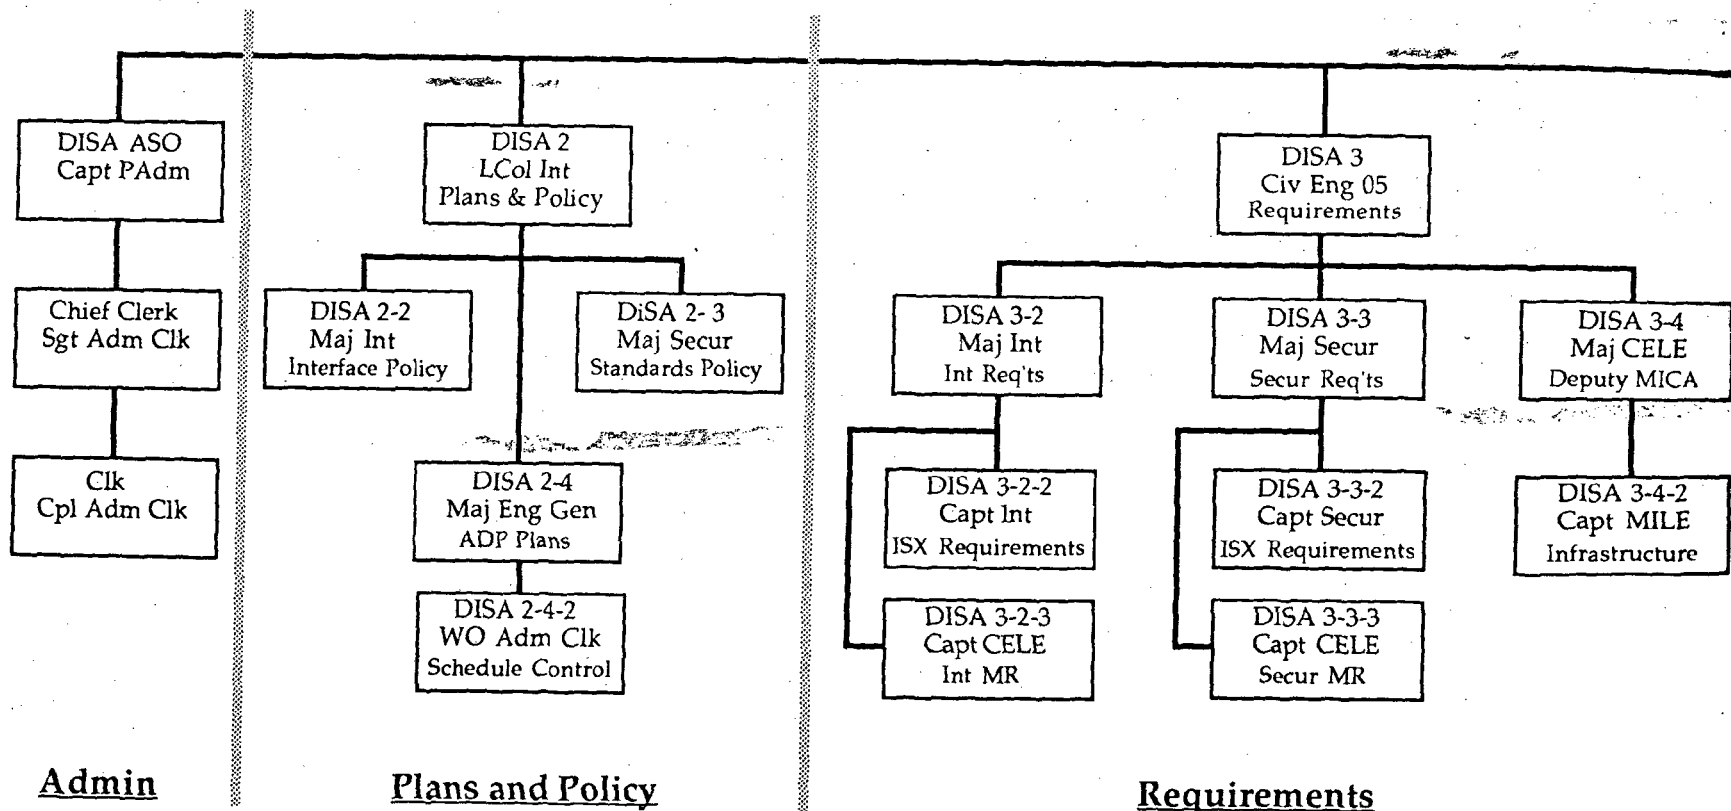 DISA ASO
Capt PAdm
Chief Clerk
Sgt Adm Clk
Clk
Cpl Adm Clk
Admin
DISA 2
LCol Int
Plans & Policy
DISA 2-2
Maj Int
Interface Policy
DiSA 2- 3
Maj Secur
Standards Policy
DISA 2-4
Maj Eng Gen
ADP Plans
DISA 2-4-2
WO Adm Clk
Schedule Control
Plans and Policy
DISA 3
Civ Eng 05
Requirements
DISA 3-2
Maj Int
Int Req'ts
DISA 3-3
Maj Secur
Secur Req'ts
DISA 3-4
Maj CELE
Deputy MICA
DISA 3-2-2
Capt Int
ISX Requirements
DISA 3-3-2
Capt Secur
ISX Requirements
DISA 3-4-2
Capt MILE
Infrastructure
DISA 3-2-3
Capt CELE
Int MR
DISA 3-3-3
Capt CELE
Secur MR
Requirements